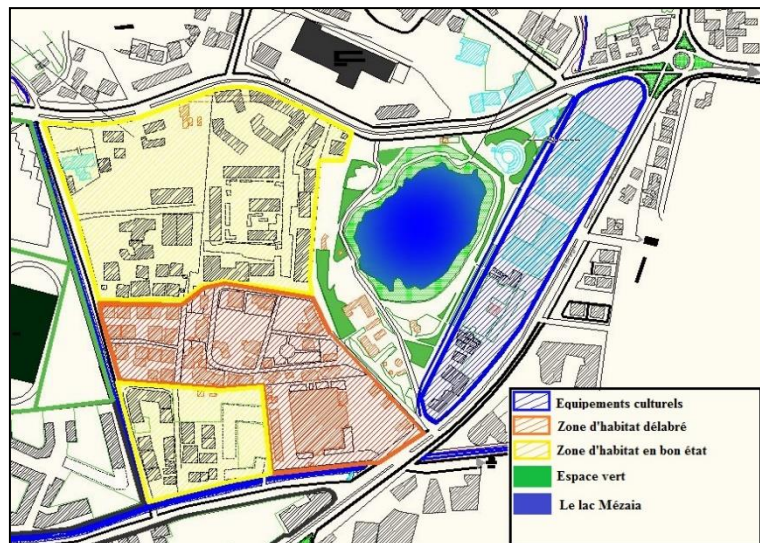 Equipements culturels
Zone d'habitat délabré
Zone d'habitat en bon état
Espace vert
Le lac Mézaia